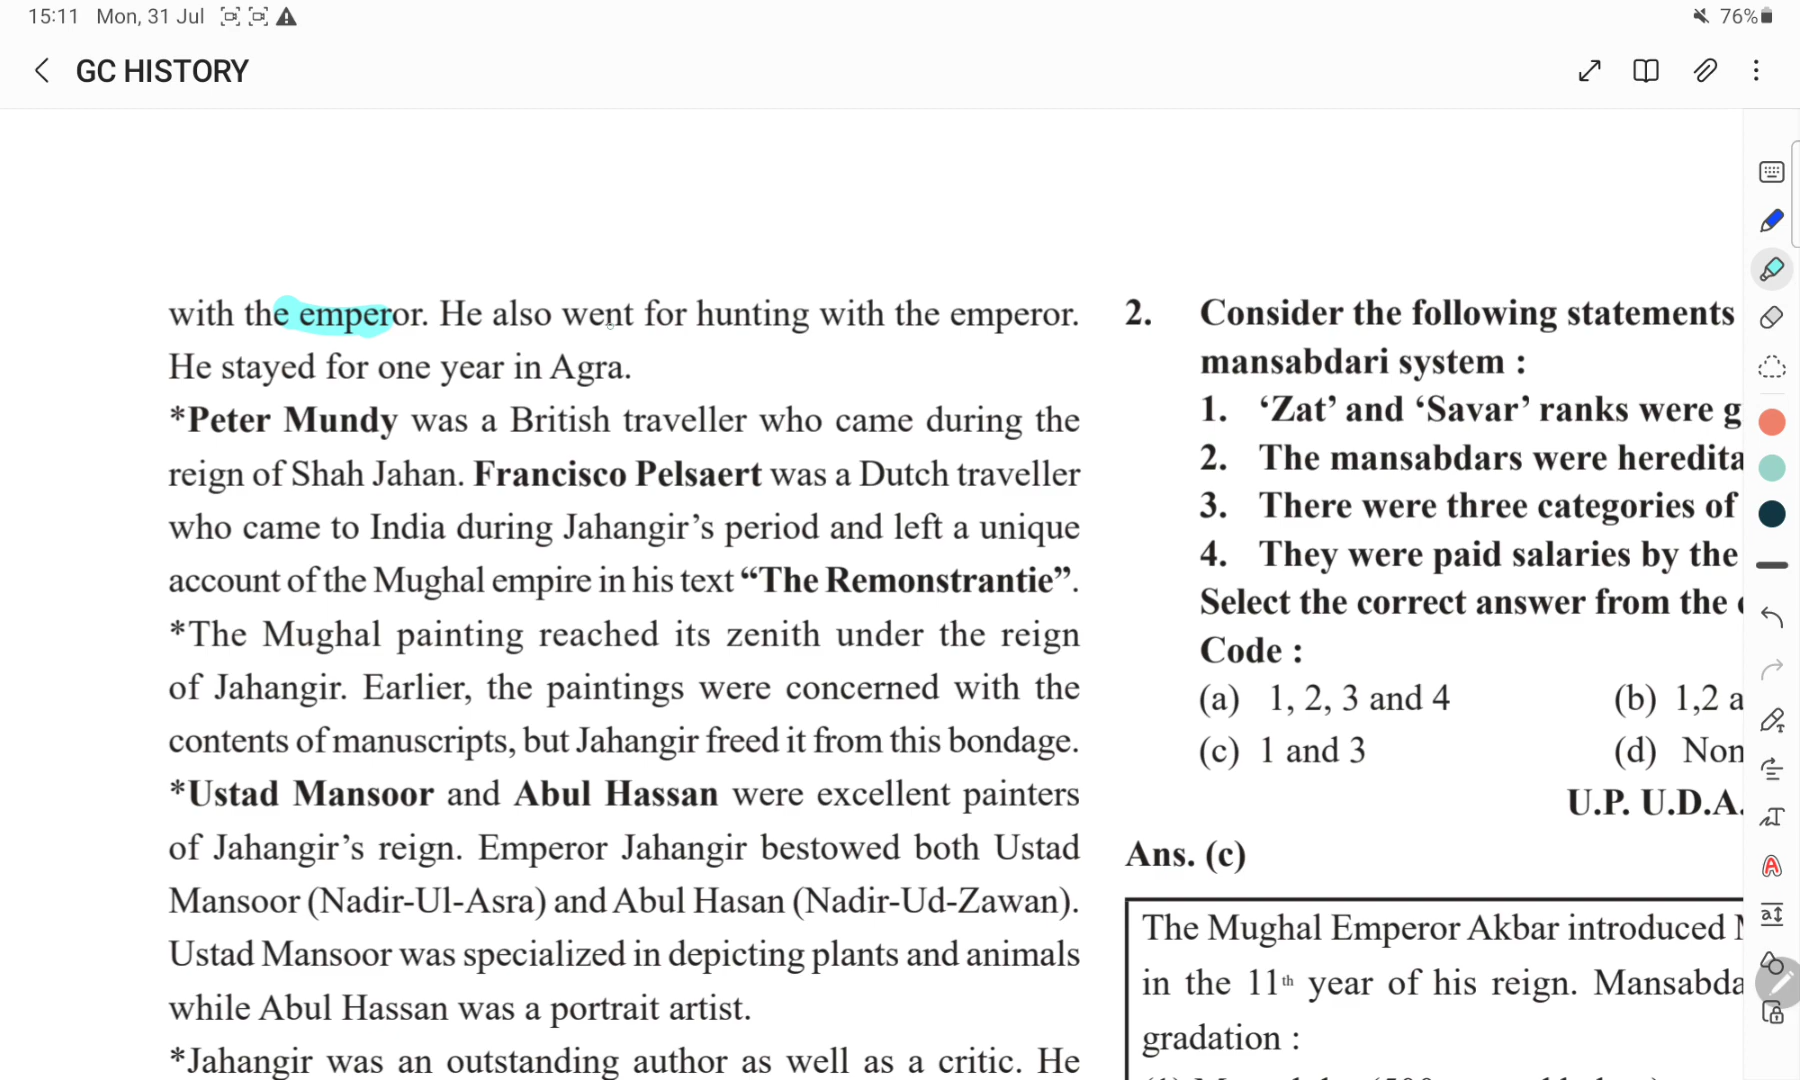 15:11 Mon, 31 Jul
76%
GC HISTORY
with the emperor. He also went for hunting with the emperor.
He stayed for one year in Agra.
*Peter Mundy was a British traveller who came during the
reign of Shah Jahan. Francisco Pelsaert was a Dutch traveller
who came to India during Jahangir’s period and left a unique
account of the Mughal empire in his text “The Remonstrantie”.
*The Mughal painting reached its zenith under the reign
of Jahangir. Earlier, the paintings were concerned with the
contents of manuscripts, but Jahangir freed it from this bondage.
*Ustad Mansoor and Abul Hassan were excellent painters
of Jahangir’s reign. Emperor Jahangir bestowed both Ustad
Mansoor (Nadir-Ul-Asra) and Abul Hasan (Nadir-Ud-Zawan).
Ustad Mansoor was specialized in depicting plants and animals
while Abul Hassan was a portrait artist.
*Jahangir was an outstanding author as well as a critic. He
2. Consider the following statements
mansabdari system :
1. ‘Zat’ and ‘Savar’ ranks were g
2. The mansabdars were heredita
3. There were three categories of
4. They were paid salaries by the
Select the correct answer from the
Code :
(a) 1, 2, 3 and 4 (b) 1,2 a
(c) 1 and 3 (d) Non
U.P. U.D.A.
Ans. (c)
The Mughal Emperor Akbar introduced
in the 11th year of his reign. Mansabda
gradation :